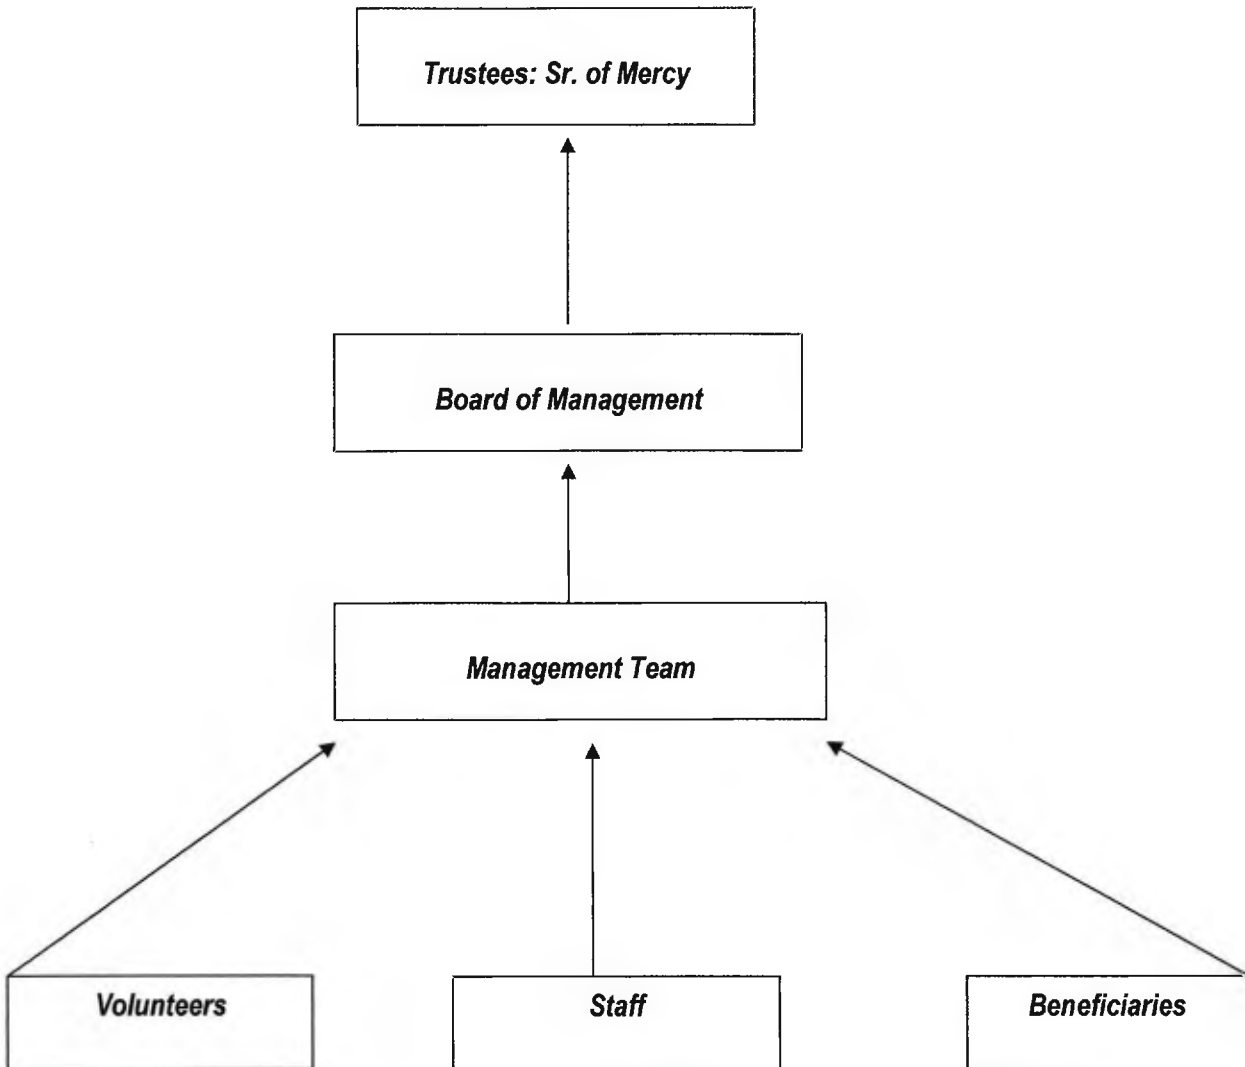 Trustees: Sr. of Mercy
Board of Management
Management Team
Volunteers
Staff
Beneficiaries